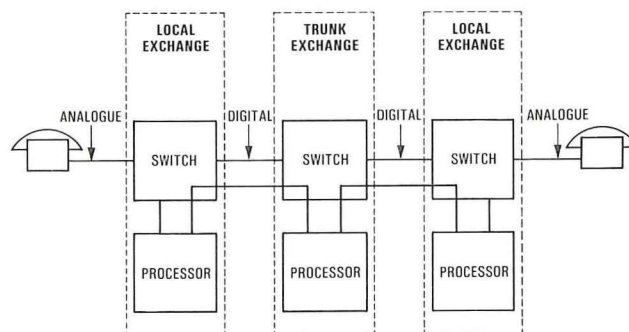 LOCAL
EXCHANGE
TRUNK
EXCHANGE
LOCAL
EXCHANGE
ANALOGUE
DIGITAL
DIGITAL
ANALOGUE
SWITCH
SWITCH
SWITCH
PROCESSOR
PROCESSOR
PROCESSOR